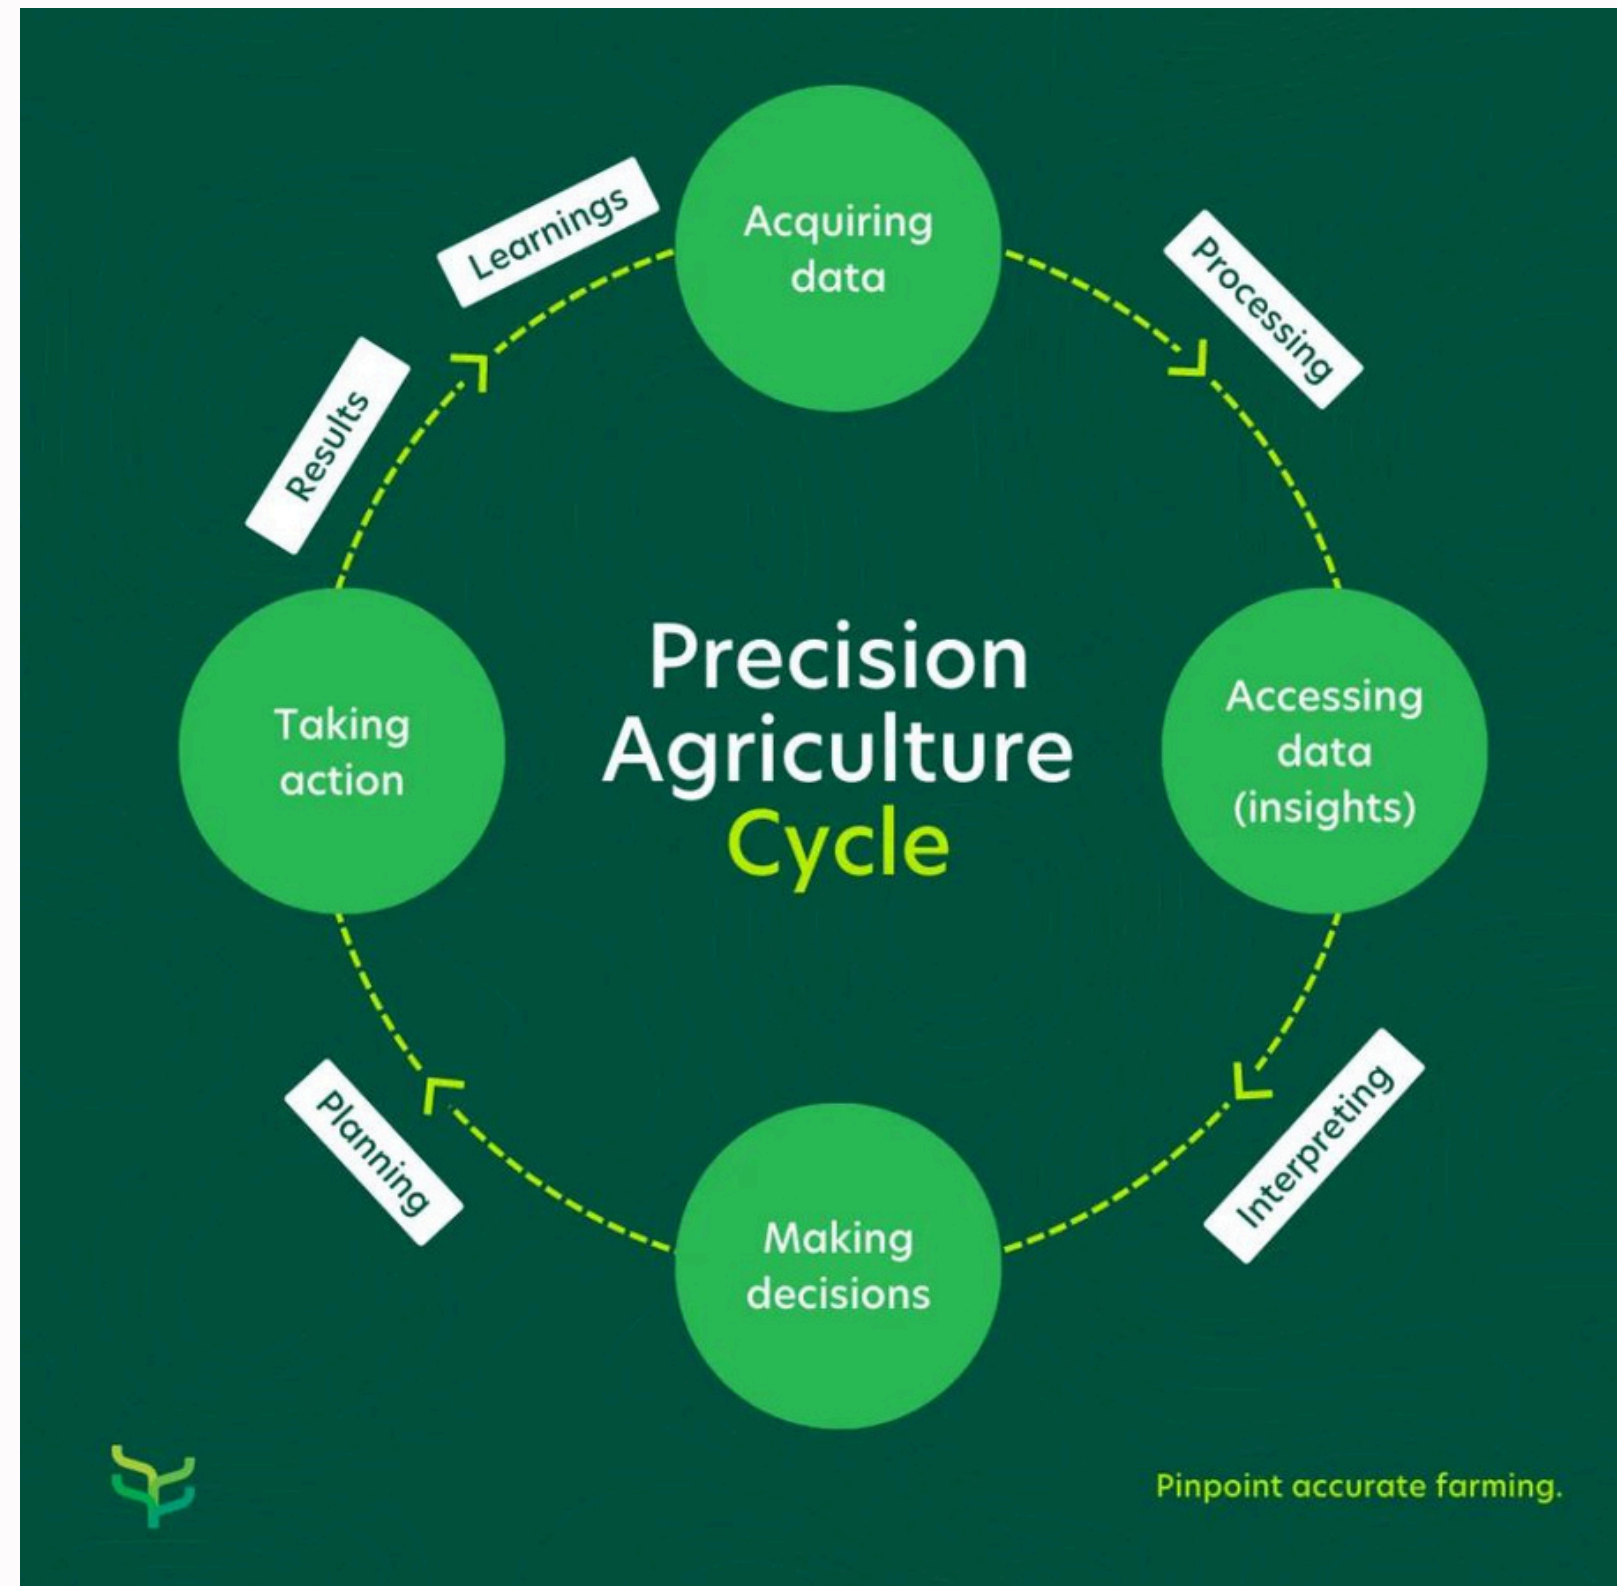 Acquiring
data
Processing
Accessing
data
(insights)
Interpreting
Making
decisions
Planning
Taking
action
Results
Learnings
Precision
Agriculture
Cycle
Pinpoint accurate farming.